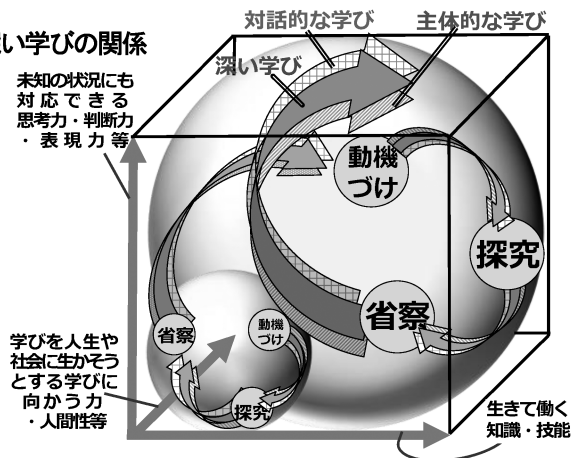 い学びの関係
対話的な学び
主体的な学び
深い学び
未知の状況にも
対応できる
思考力・判断力
・表現力等
動機
づけ
探究
省察
省察
動機
づけ
探究
学びを人生や
社会に生かそう
とする学びに
向かう力
・人間性等
生きて働く
知識・技能